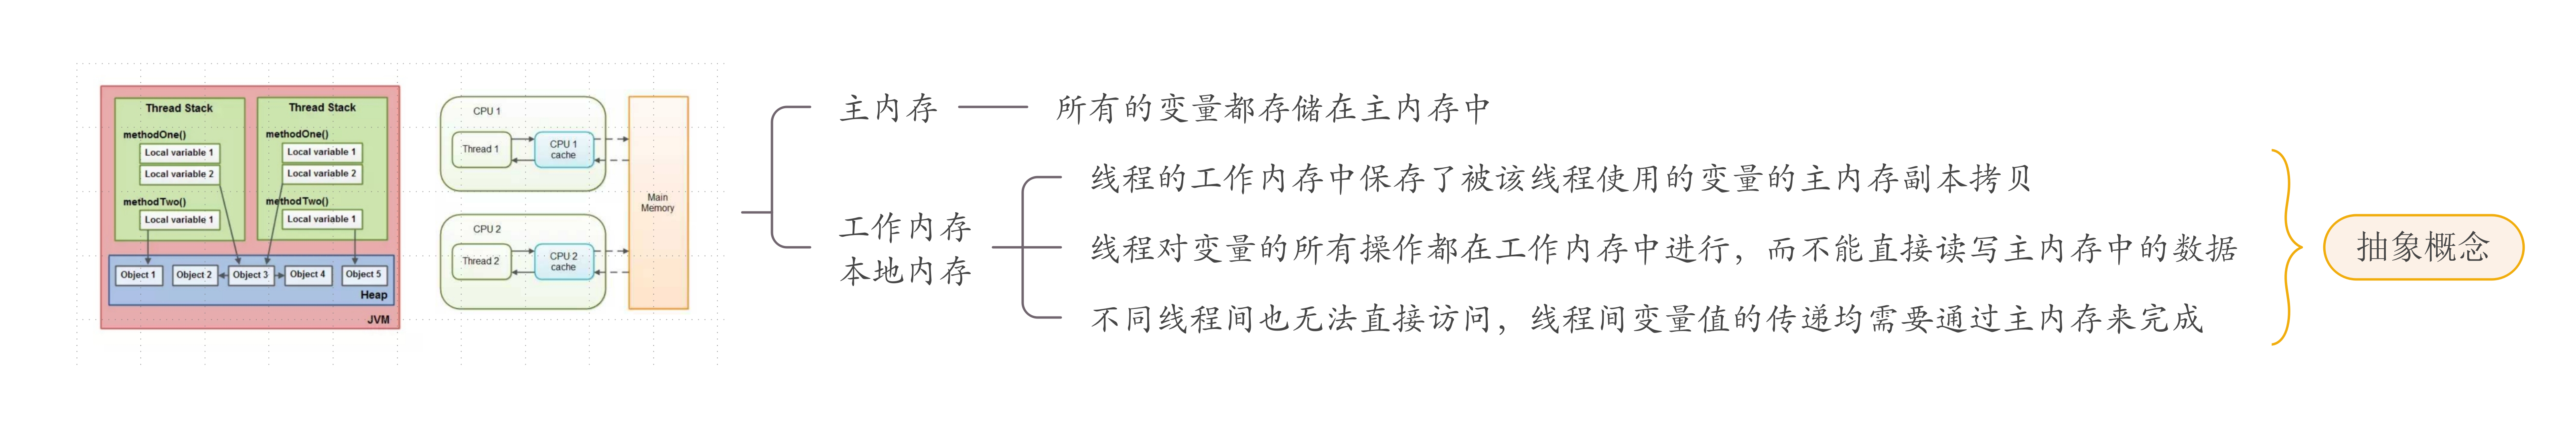 Thread Stack
methodOne()
Local variable 1
Local variable 2
methodTwo()
Local variable 1
Thread Stack
methodOne()
Local variable 1
Local variable 2
methodTwo()
Local variable 1
Object 1
Object 2
Object 3
Object 4
Object 5
Heap
JVM
CPU 1
Thread 1
CPU 1
cache
CPU 2
Thread 2
CPU 2
cache
Main
Memory
主内存
所有的变量都存储在主内存中
工作内存
本地内存
线程的工作内存中保存了被该线程使用的变量的主内存副本拷贝
线程对变量的所有操作都在工作内存中进行，而不能直接读写主内存中的数据
不同线程间也无法直接访问，线程间变量值的传递均需要通过主内存来完成
抽象概念